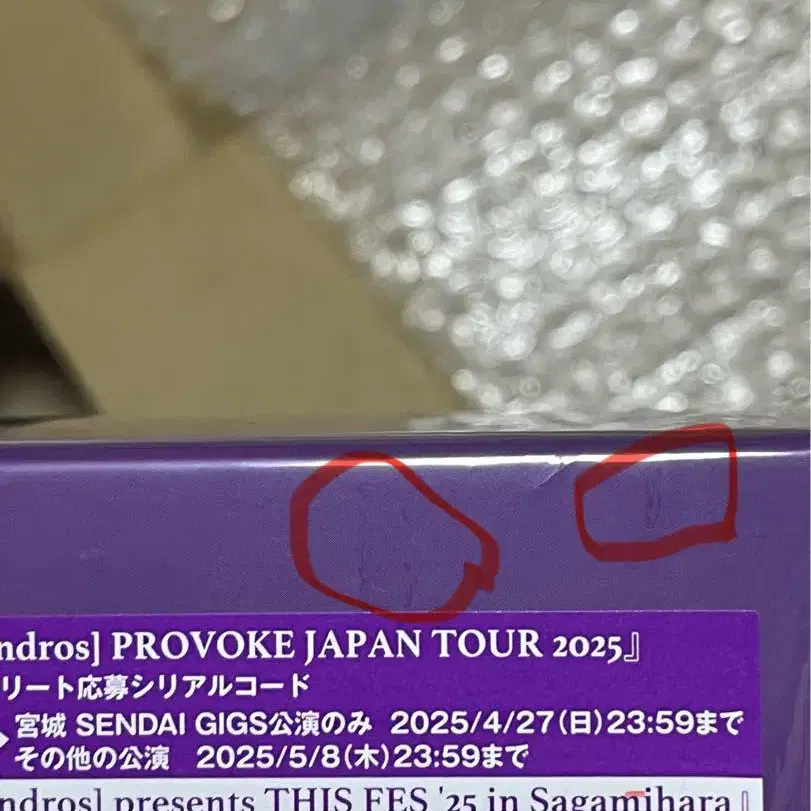 ndros] PROVOKE JAPAN TOUR 2025』
リート応募シリアルコード
宮城 SENDAI GIGS公演のみ 2025/4/27(日)23:59まで
その他の公演 2025/5/8(木)23:59まで
ndros] presents THIS FES '25 in Sagamihara』